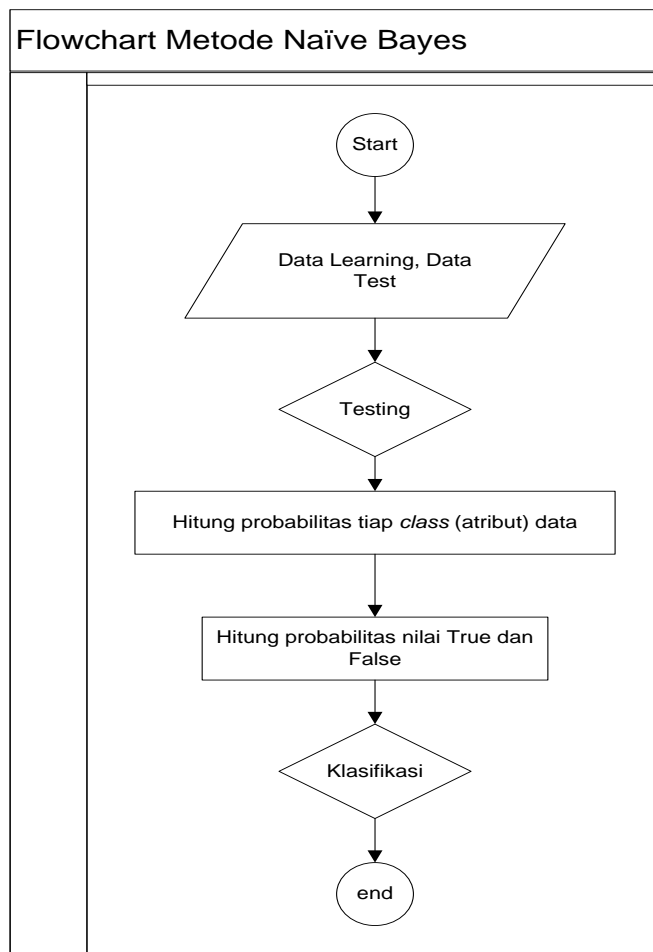 Flowchart Metode Naïve Bayes
Start
Data Learning, Data
Test
Testing
Hitung probabilitas tiap class (atribut) data
Hitung probabilitas nilai True dan
False
Klasifikasi
end